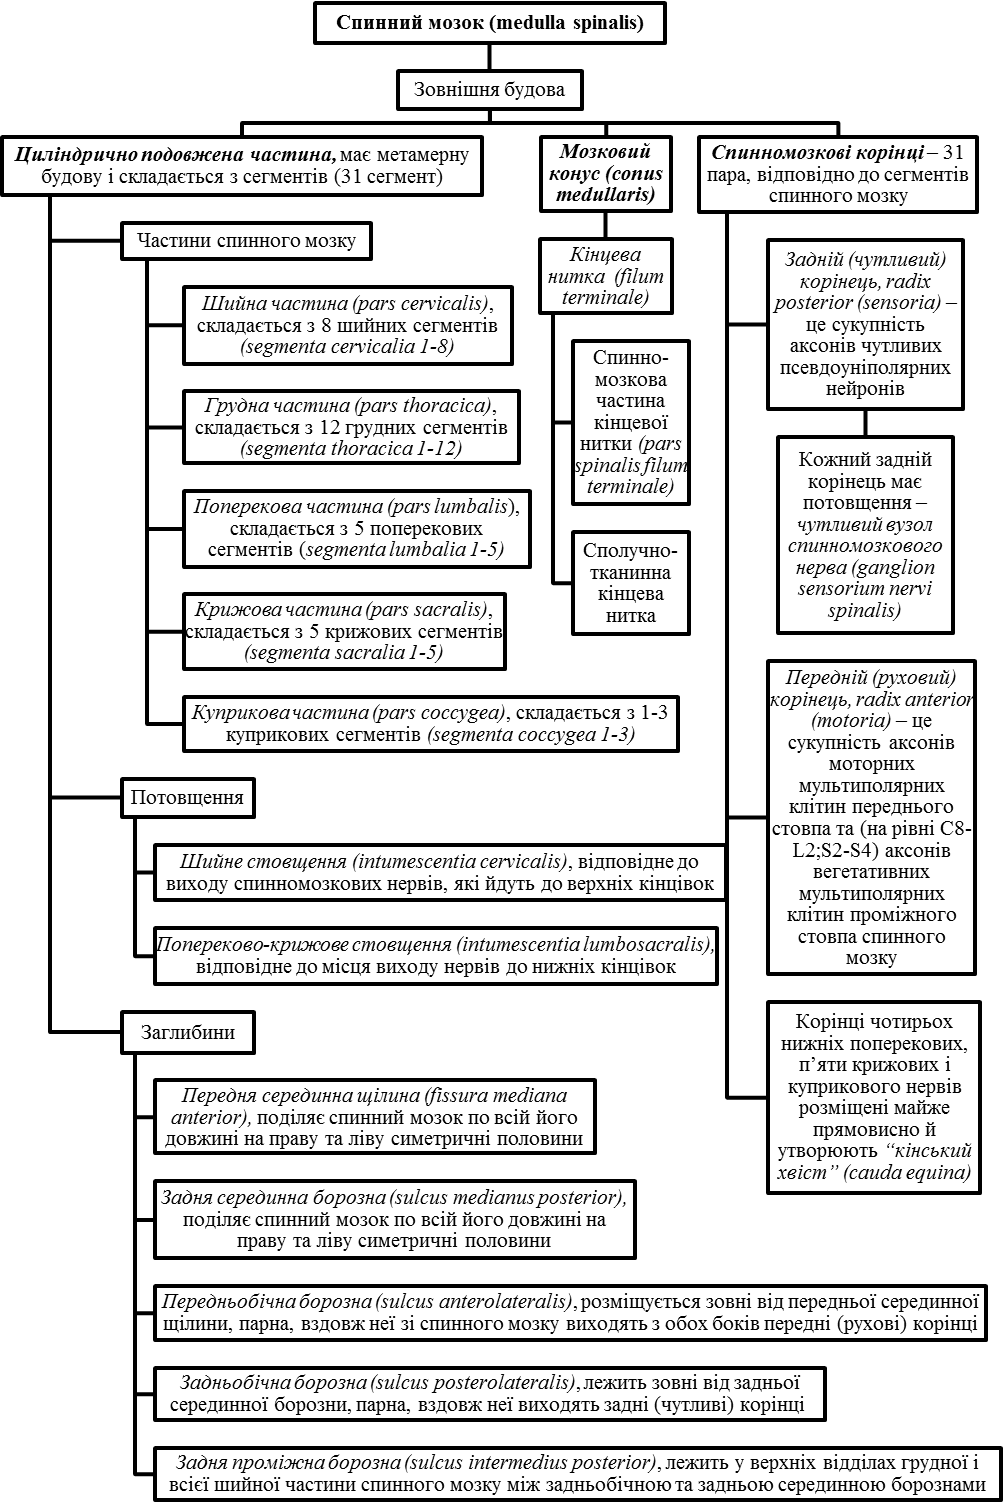 Спинний мозок (medulla spinalis)
Зовнішня будова
Циліндрично подовжена частина, має метамерну
будову і складається з сегментів (31 сегмент)
Частини спинного мозку
Шийна частина (pars cervicalis),
складається з 8 шийних сегментів
(segmenta cervicalia 1-8)
Грудна частина (pars thoracica),
складається з 12 грудних сегментів
(segmenta thoracica 1-12)
Поперекова частина (pars lumbalis),
складається з 5 поперекових
сегментів (segmenta lumbalia 1-5)
Крижова частина (pars sacralis),
складається з 5 крижових сегментів
(segmenta sacralia 1-5)
Куприкова частина (pars coccygea), складається з 1-3
куприкових сегментів (segmenta coccygea 1-3)
Потовщення
Шийне стовщення (intumescentia cervicalis), відповідне до
виходу спинномозкових нервів, які йдуть до верхніх кінцівок
Попереково-крижове стовщення (intumescentia lumbosacralis),
відповідне до місця виходу нервів до нижніх кінцівок
Заглибини
Передня серединна щілина (fissura mediana
anterior), поділяє спинний мозок по всій його
довжині на праву та ліву симетричні половини
Задня серединна борозна (sulcus medianus posterior),
поділяє спинний мозок по всій його довжині на
праву та ліву симетричні половини
Передньобічна борозна (sulcus anterolateralis), розміщується зовні від передньої серединної
щілини, парна, вздовж неї зі спинного мозку виходять з обох боків передні (рухові) корінці
Задньобічна борозна (sulcus posterolateralis), лежить зовні від задньої
серединної борозни, парна, вздовж неї виходять задні (чутливі) корінці
Задня проміжна борозна (sulcus intermedius posterior), лежить у верхніх відділах грудної і
всієї шийної частини спинного мозку між задньобічною та задньою серединною борознами
Мозковий
конус (conus
medullaris)
Кінцева
нитка (filum
terminale)
Спинно-
мозкова
частина
кінцевої
нитки (pars
spinalis filum
terminale)
Сполучно-
тканинна
кінцева
нитка
Спинномозкові корінці – 31
пара, відповідно до сегментів
спинного мозку
Задній (чутливий)
корінець, radix
posterior (sensoria) –
це сукупність
аксонів чутливих
псевдоуніполярних
нейронів
Кожний задній
корінець має
потовщення –
чутливий вузол
спинномозкового
нерва (ganglion
sensorium nervi
spinalis)
Передній (руховий)
корінець, radix anterior
(motoria) – це
сукупність аксонів
моторних
мультиполярних
клітин переднього
стовпа та (на рівні C8-
L2;S2-S4) аксонів
вегетативних
мультиполярних
клітин проміжного
стовпа спинного
мозку
Корінці чотирьох
нижніх поперекових,
п’яти крижових і
куприкового нервів
розміщені майже
прямовисно й
утворюють “кінський
хвіст” (cauda equina)